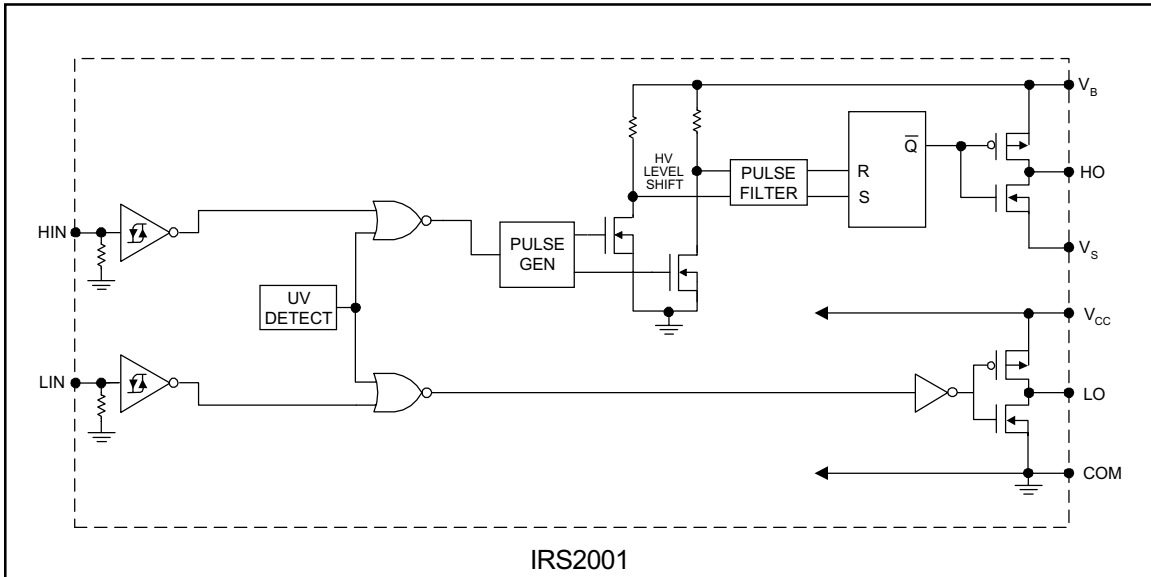 V_B
HV
LEVEL
SHIFT
Q̅
PULSE
FILTER
R
S
HO
HIN
PULSE
GEN
V_S
UV
DETECT
V_CC
LIN
LO
COM
IRS2001